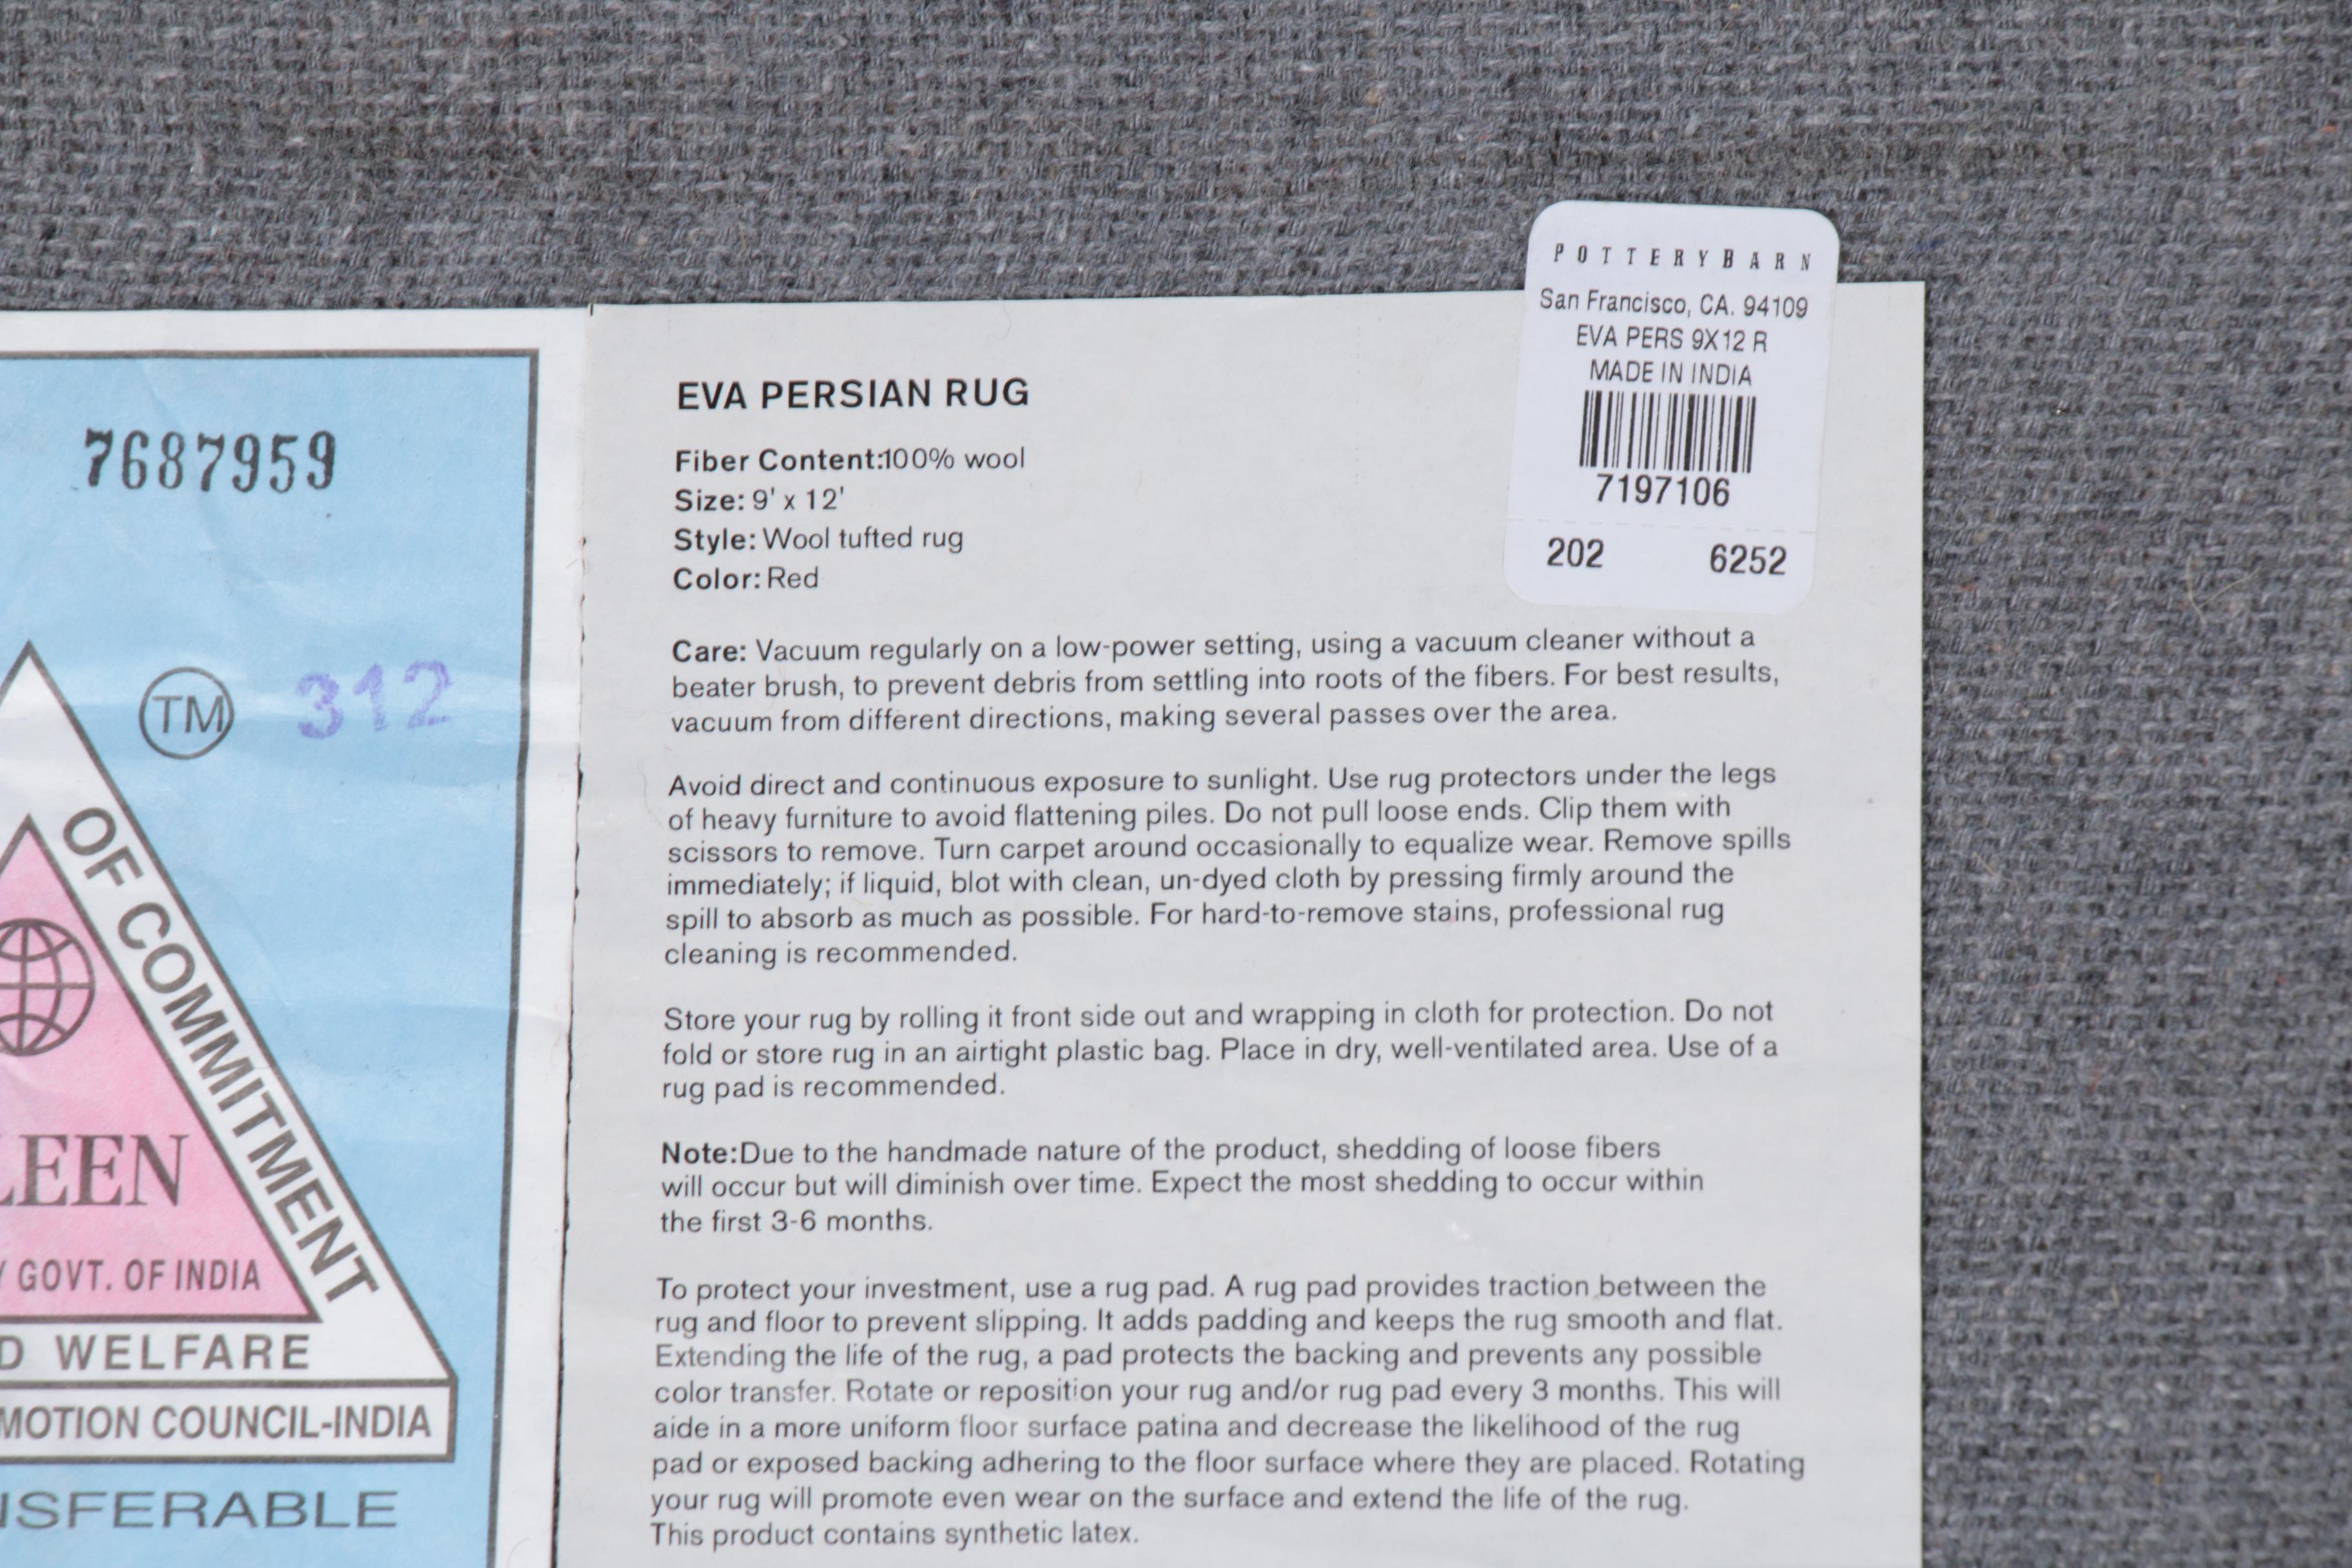 7687959
TM
312
OF COMMITMENT
LEEN
Y GOVT. OF INDIA
D WELFARE
MOTION COUNCIL-INDIA
NSFERABLE
EVA PERSIAN RUG
Fiber Content:100% wool
Size: 9' x 12'
Style: Wool tufted rug
Color: Red
Care: Vacuum regularly on a low-power setting, using a vacuum cleaner without a
beater brush, to prevent debris from settling into roots of the fibers. For best results,
vacuum from different directions, making several passes over the area.
Avoid direct and continuous exposure to sunlight. Use rug protectors under the legs
of heavy furniture to avoid flattening piles. Do not pull loose ends. Clip them with
scissors to remove. Turn carpet around occasionally to equalize wear. Remove spills
immediately; if liquid, blot with clean, un-dyed cloth by pressing firmly around the
spill to absorb as much as possible. For hard-to-remove stains, professional rug
cleaning is recommended.
Store your rug by rolling it front side out and wrapping in cloth for protection. Do not
fold or store rug in an airtight plastic bag. Place in dry, well-ventilated area. Use of a
rug pad is recommended.
Note:Due to the handmade nature of the product, shedding of loose fibers
will occur but will diminish over time. Expect the most shedding to occur within
the first 3-6 months.
To protect your investment, use a rug pad. A rug pad provides traction between the
rug and floor to prevent slipping. It adds padding and keeps the rug smooth and flat.
Extending the life of the rug, a pad protects the backing and prevents any possible
color transfer. Rotate or reposition your rug and/or rug pad every 3 months. This will
aide in a more uniform floor surface patina and decrease the likelihood of the rug
pad or exposed backing adhering to the floor surface where they are placed. Rotating
your rug will promote even wear on the surface and extend the life of the rug.
This product contains synthetic latex.
POTTERYBARN
San Francisco, CA. 94109
EVA PERS 9X12 R
MADE IN INDIA
7197106
202 6252